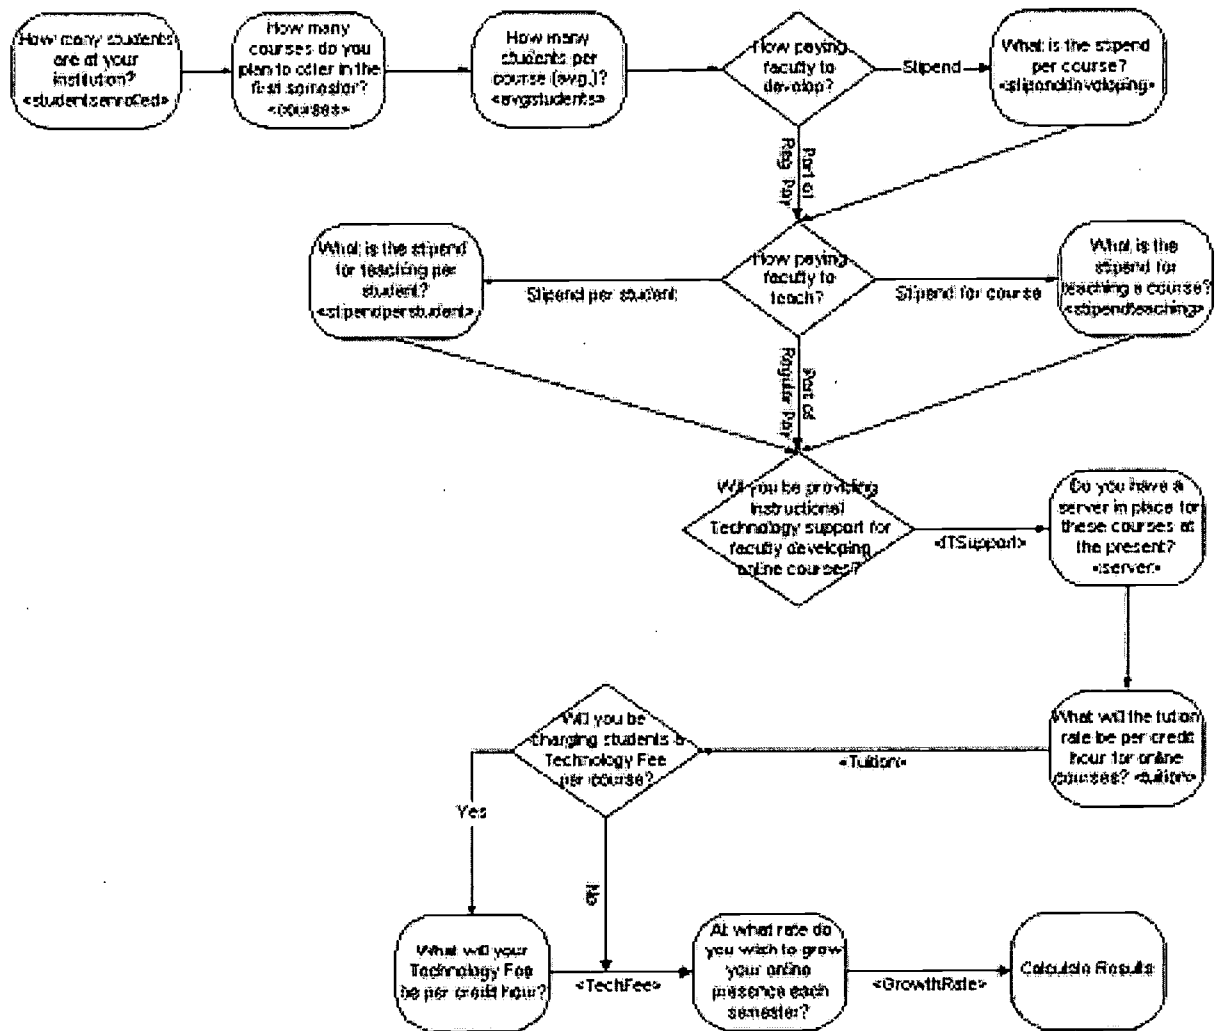 How many students
are at your
institution?
<studentsenrolled>
How many
courses do you
plan to offer in the
first semester?
<courses>
How many
students per
course (avg.)?
<avgstudents>
How paying
faculty to
develop?
Stipend
What is the stipend
per course?
<stipenddeveloping>
Part of
Reg Pay
What is the stipend
for teaching per
student?
<stipendperstudent>
Stipend per student
How paying
faculty to
teach?
Stipend for course
What is the
stipend for
teaching a course?
<stipendteaching>
Part of
Regular Pay
Will you be providing
Instructional
Technology support for
faculty developing
online courses?
<ITSupport>
Do you have a
server in place for
these courses at
the present?
<server>
What will the tution
rate be per credit
hour for online
courses? <tuition>
<Tuition>
Will you be
charging students a
Technology Fee
per course?
Yes
No
What will your
Technology Fee
be per credit hour?
<TechFee>
At what rate do
you wish to grow
your online
presence each
semester?
<GrowthRate>
Calculate Results